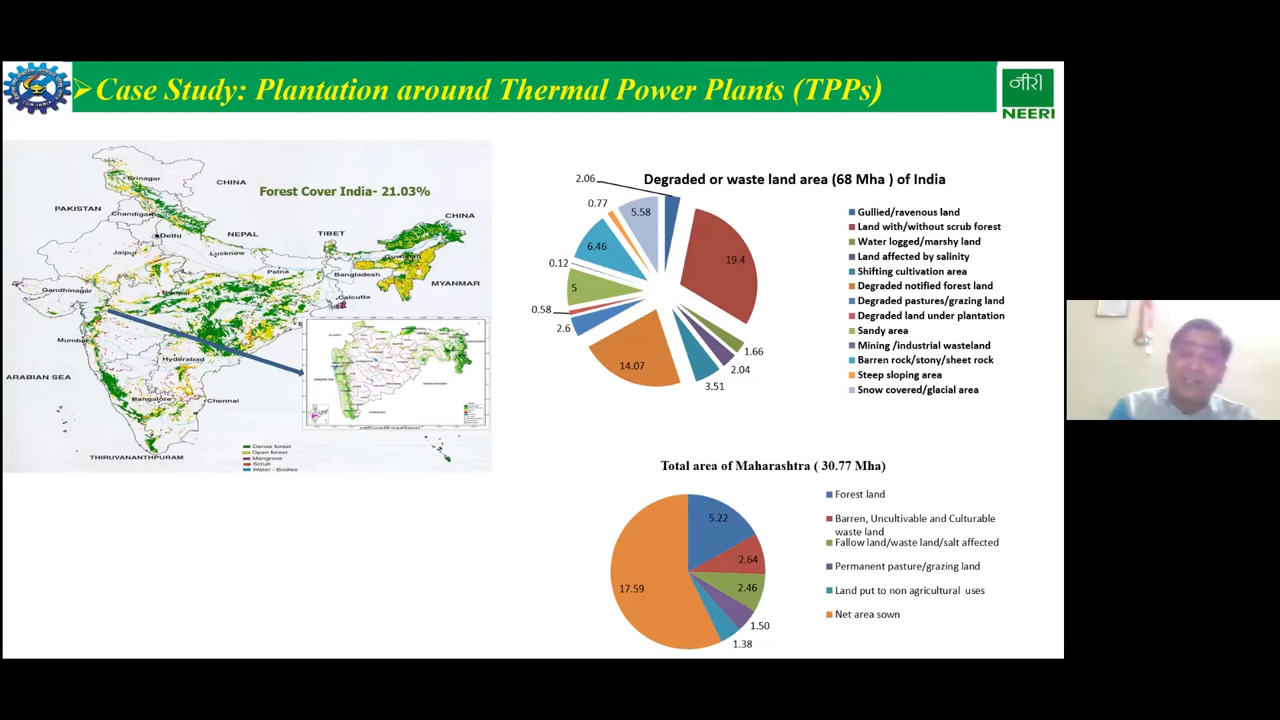 Case Study: Plantation around Thermal Power Plants (TPPs)
नीरी
NEERI
Forest Cover India- 21.03%
CHINA
Srinagar
PAKISTAN
Chandigarh
Delhi
NEPAL
TIBET
CHINA
Jaipur
Lucknow
Guwahati
Patna
Bangladesh
MYANMAR
Gandhinagar
Bhopal
Calcutta
Mumbai
Hyderabad
ARABIAN SEA
Bangalore
Chennai
THIRUVANANTHPURAM
Dense forest
Open forest
Mangrove
Scrub
Water - Bodies
Degraded or waste land area (68 Mha ) of India
2.06
0.77
5.58
6.46
19.4
0.12
5
0.58
2.6
14.07
3.51
2.04
1.66
Gullied/ravenous land
Land with/without scrub forest
Water logged/marshy land
Land affected by salinity
Shifting cultivation area
Degraded notified forest land
Degraded pastures/grazing land
Degraded land under plantation
Sandy area
Mining /industrial wasteland
Barren rock/stony/sheet rock
Steep sloping area
Snow covered/glacial area
Total area of Maharashtra ( 30.77 Mha)
5.22
2.64
2.46
1.50
1.38
17.59
Forest land
Barren, Uncultivable and Culturable
waste land
Fallow land/waste land/salt affected
Permanent pasture/grazing land
Land put to non agricultural uses
Net area sown